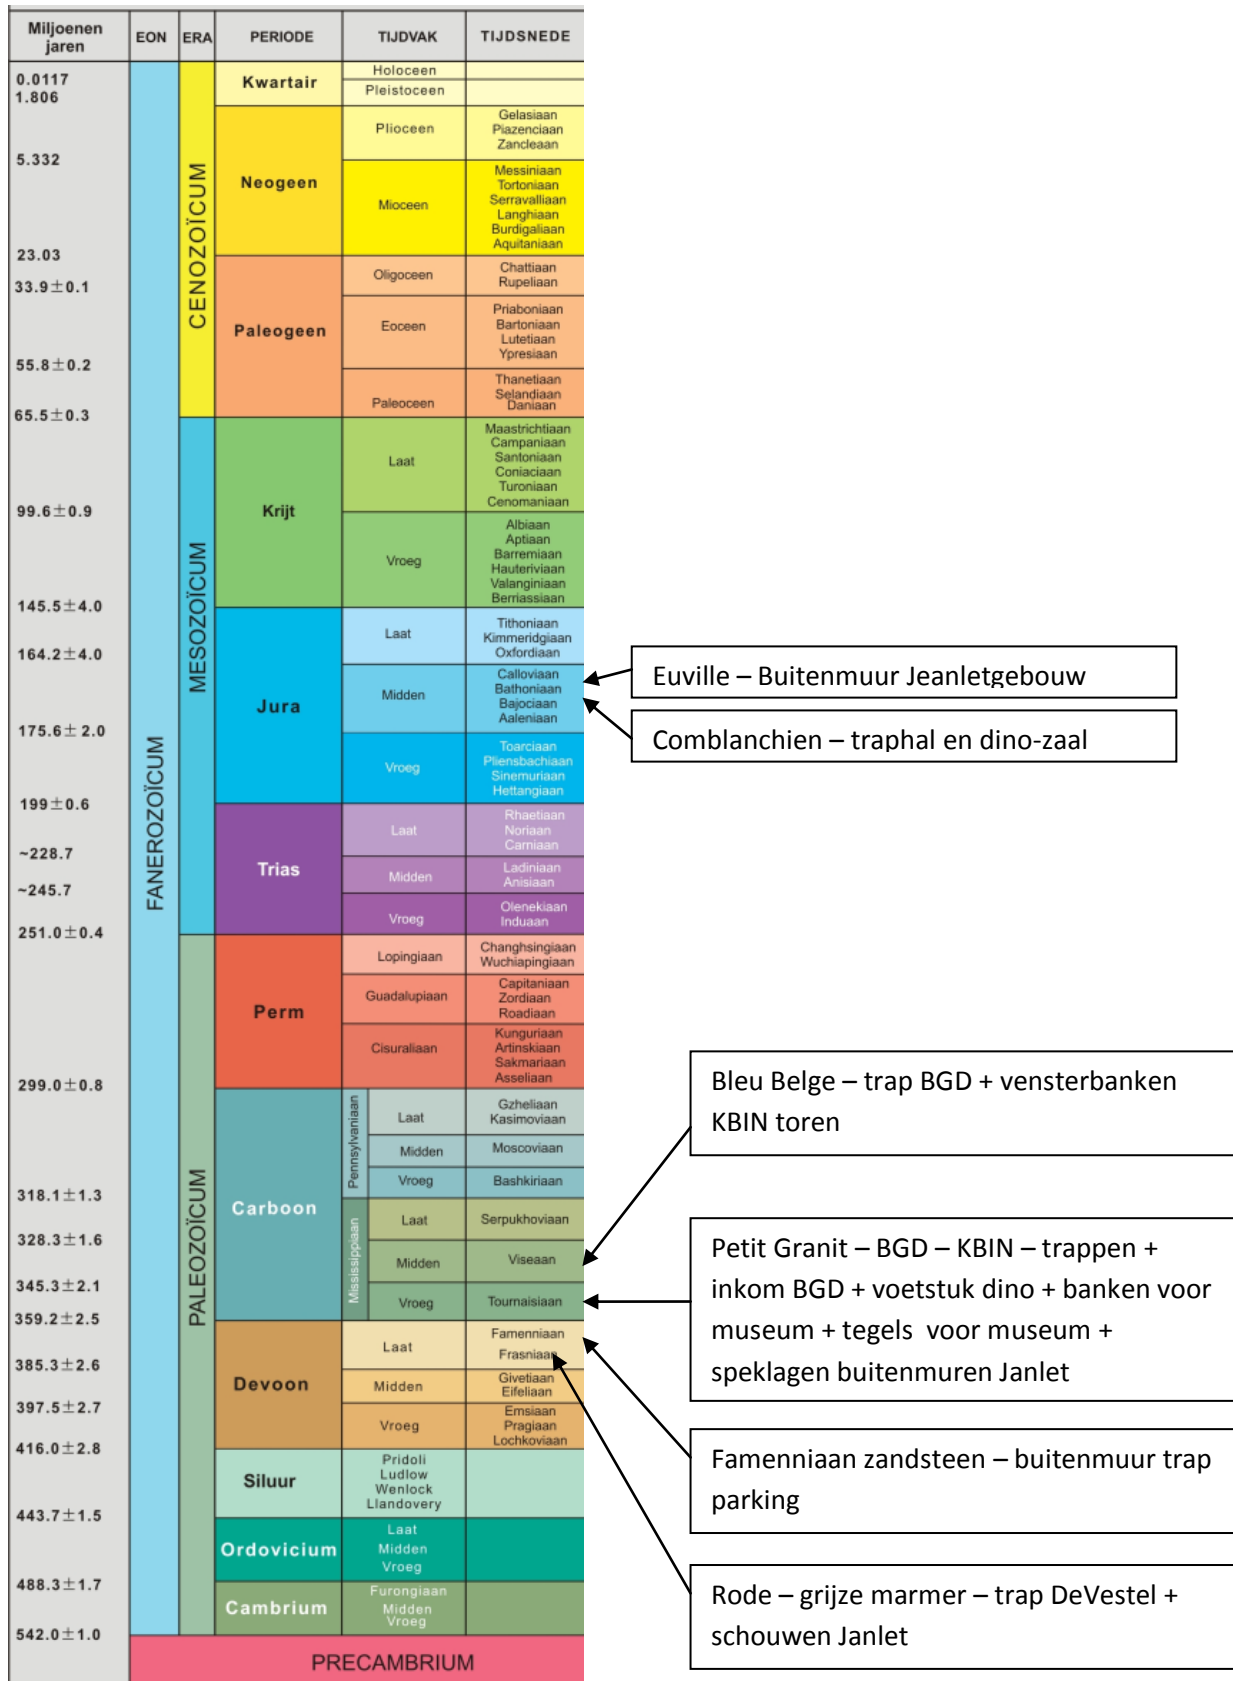 Miljoenen
jaren
EON
ERA
PERIODE
TIJDVAK
TIJDSNEDE
0.0117
1.806
5.332
23.03
33.9±0.1
55.8±0.2
65.5±0.3
99.6±0.9
145.5±4.0
164.2±4.0
175.6±2.0
199±0.6
~228.7
~245.7
251.0±0.4
299.0±0.8
318.1±1.3
328.3±1.6
345.3±2.1
359.2±2.5
385.3±2.6
397.5±2.7
416.0±2.8
443.7±1.5
488.3±1.7
542.0±1.0
FANEROZOÏCUM
CENOZOÏCUM
MESOZOÏCUM
PALEOZOÏCUM
Kwartair
Holoceen
Pleistoceen
Neogeen
Plioceen
Gelasiaan
Piazenciaan
Zancleaan
Mioceen
Messiniaan
Tortoniaan
Serravalliaan
Langhiaan
Burdigaliaan
Aquitaniaan
Paleogeen
Oligoceen
Chattiaan
Rupeliaan
Eoceen
Priaboniaan
Bartoniaan
Lutetiaan
Ypresiaan
Paleoceen
Thanetiaan
Selandiaan
Daniaan
Krijt
Laat
Maastrichtiaan
Campaniaan
Santoniaan
Coniaciaan
Turoniaan
Cenomaniaan
Vroeg
Albiaan
Aptiaan
Barremiaan
Hauteriviaan
Valanginiaan
Berriassiaan
Jura
Laat
Tithoniaan
Kimmeridgiaan
Oxfordiaan
Midden
Calloviaan
Bathoniaan
Bajociaan
Aaleniaan
Vroeg
Toarciaan
Pliensbachiaan
Sinemuriaan
Hettangiaan
Trias
Laat
Rhaetiaan
Noriaan
Carniaan
Midden
Ladiniaan
Anisiaan
Vroeg
Olenekiaan
Induaan
Perm
Lopingiaan
Changhsingiaan
Wuchiapingiaan
Guadalupiaan
Capitaniaan
Zordiaan
Roadiaan
Cisuraliaan
Kunguriaan
Artinskiaan
Sakmariaan
Asseliaan
Carboon
Pennsylvaniaan
Laat
Gzheliaan
Kasimoviaan
Midden
Moscoviaan
Vroeg
Bashkiriaan
Mississippiaan
Laat
Serpukhoviaan
Midden
Viseaan
Vroeg
Tournaisiaan
Devoon
Laat
Famenniaan
Frasniaan
Midden
Givetiaan
Eifeliaan
Vroeg
Emsiaan
Pragiaan
Lochkoviaan
Siluur
Pridoli
Ludlow
Wenlock
Llandovery
Ordovicium
Laat
Midden
Vroeg
Cambrium
Furongiaan
Midden
Vroeg
PRECAMBRIUM
Euville – Buitenmuur Jeanletgebouw
Comblanchien – traphal en dino-zaal
Bleu Belge – trap BGD + vensterbanken
KBIN toren
Petit Granit – BGD – KBIN – trappen +
inkom BGD + voetstuk dino + banken voor
museum + tegels voor museum +
speklagen buitenmuren Janlet
Famenniaan zandsteen – buitenmuur trap
parking
Rode – grijze marmer – trap DeVestel +
schouwen Janlet